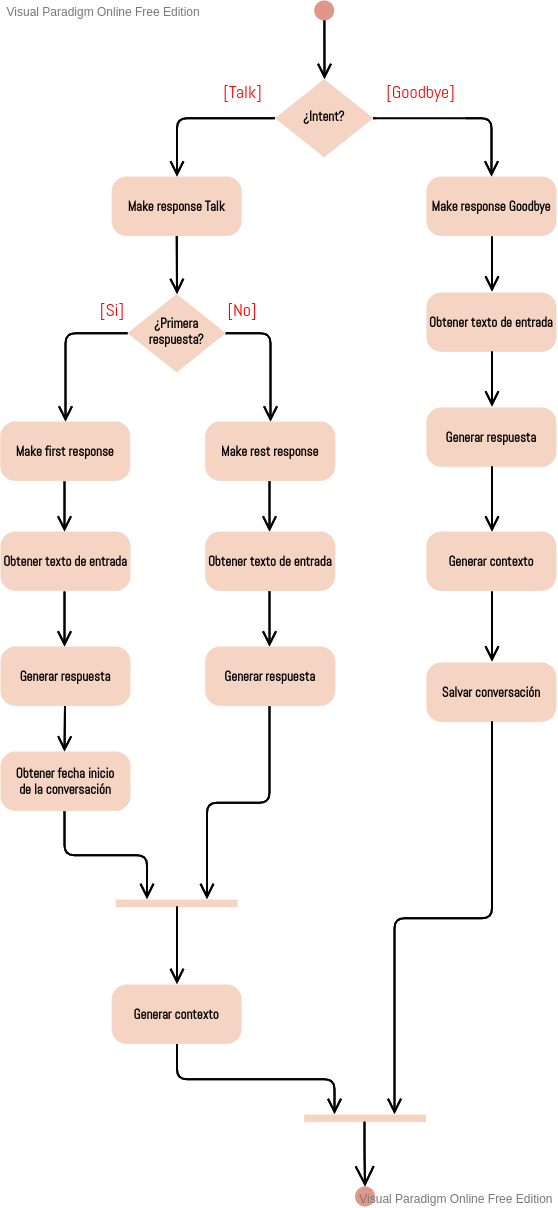 Visual Paradigm Online Free Edition
[Talk]
[Goodbye]
¿Intent?
Make response Talk
Make response Goodbye
[Si]
[No]
¿Primera
respuesta?
Obtener texto de entrada
Generar respuesta
Make first response
Make rest response
Obtener texto de entrada
Obtener texto de entrada
Generar contexto
Generar respuesta
Generar respuesta
Salvar conversación
Obtener fecha inicio
de la conversación
Generar contexto
Visual Paradigm Online Free Edition